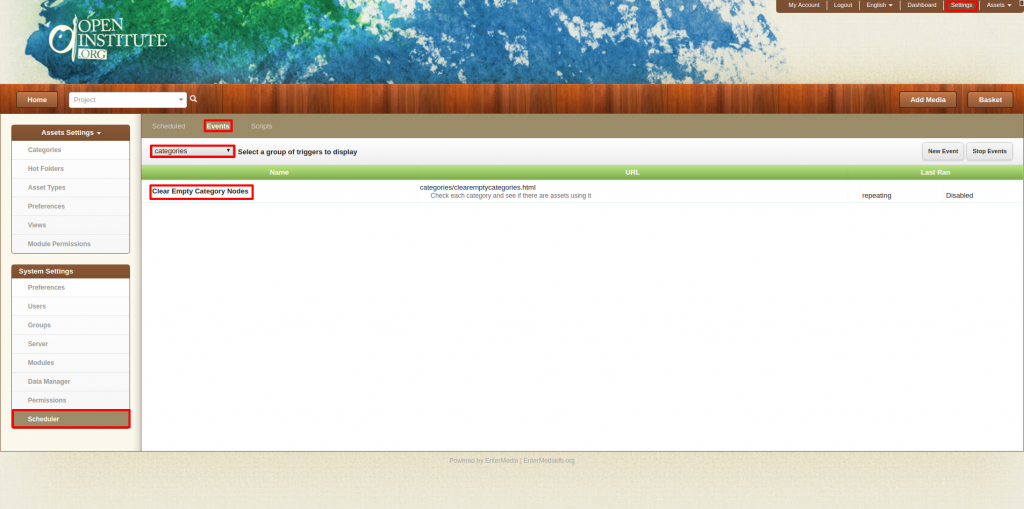 My Account
Logout
English
Dashboard
Settings
Assets
OPEN
INSTITUTE
.ORG
Home
Project
Add Media
Basket
Assets Settings
Categories
Hot Folders
Asset Types
Preferences
Views
Module Permissions
System Settings
Preferences
Users
Groups
Server
Modules
Data Manager
Permissions
Scheduler
Scheduled
Events
Scripts
categories
Select a group of triggers to display
New Event
Stop Events
Name
URL
Last Ran
Clear Empty Category Nodes
categories/clearemptycategories.html
Check each category and see if there are assets using it
repeating
Disabled
Powered by EnterMedia | EnterMediadb.org